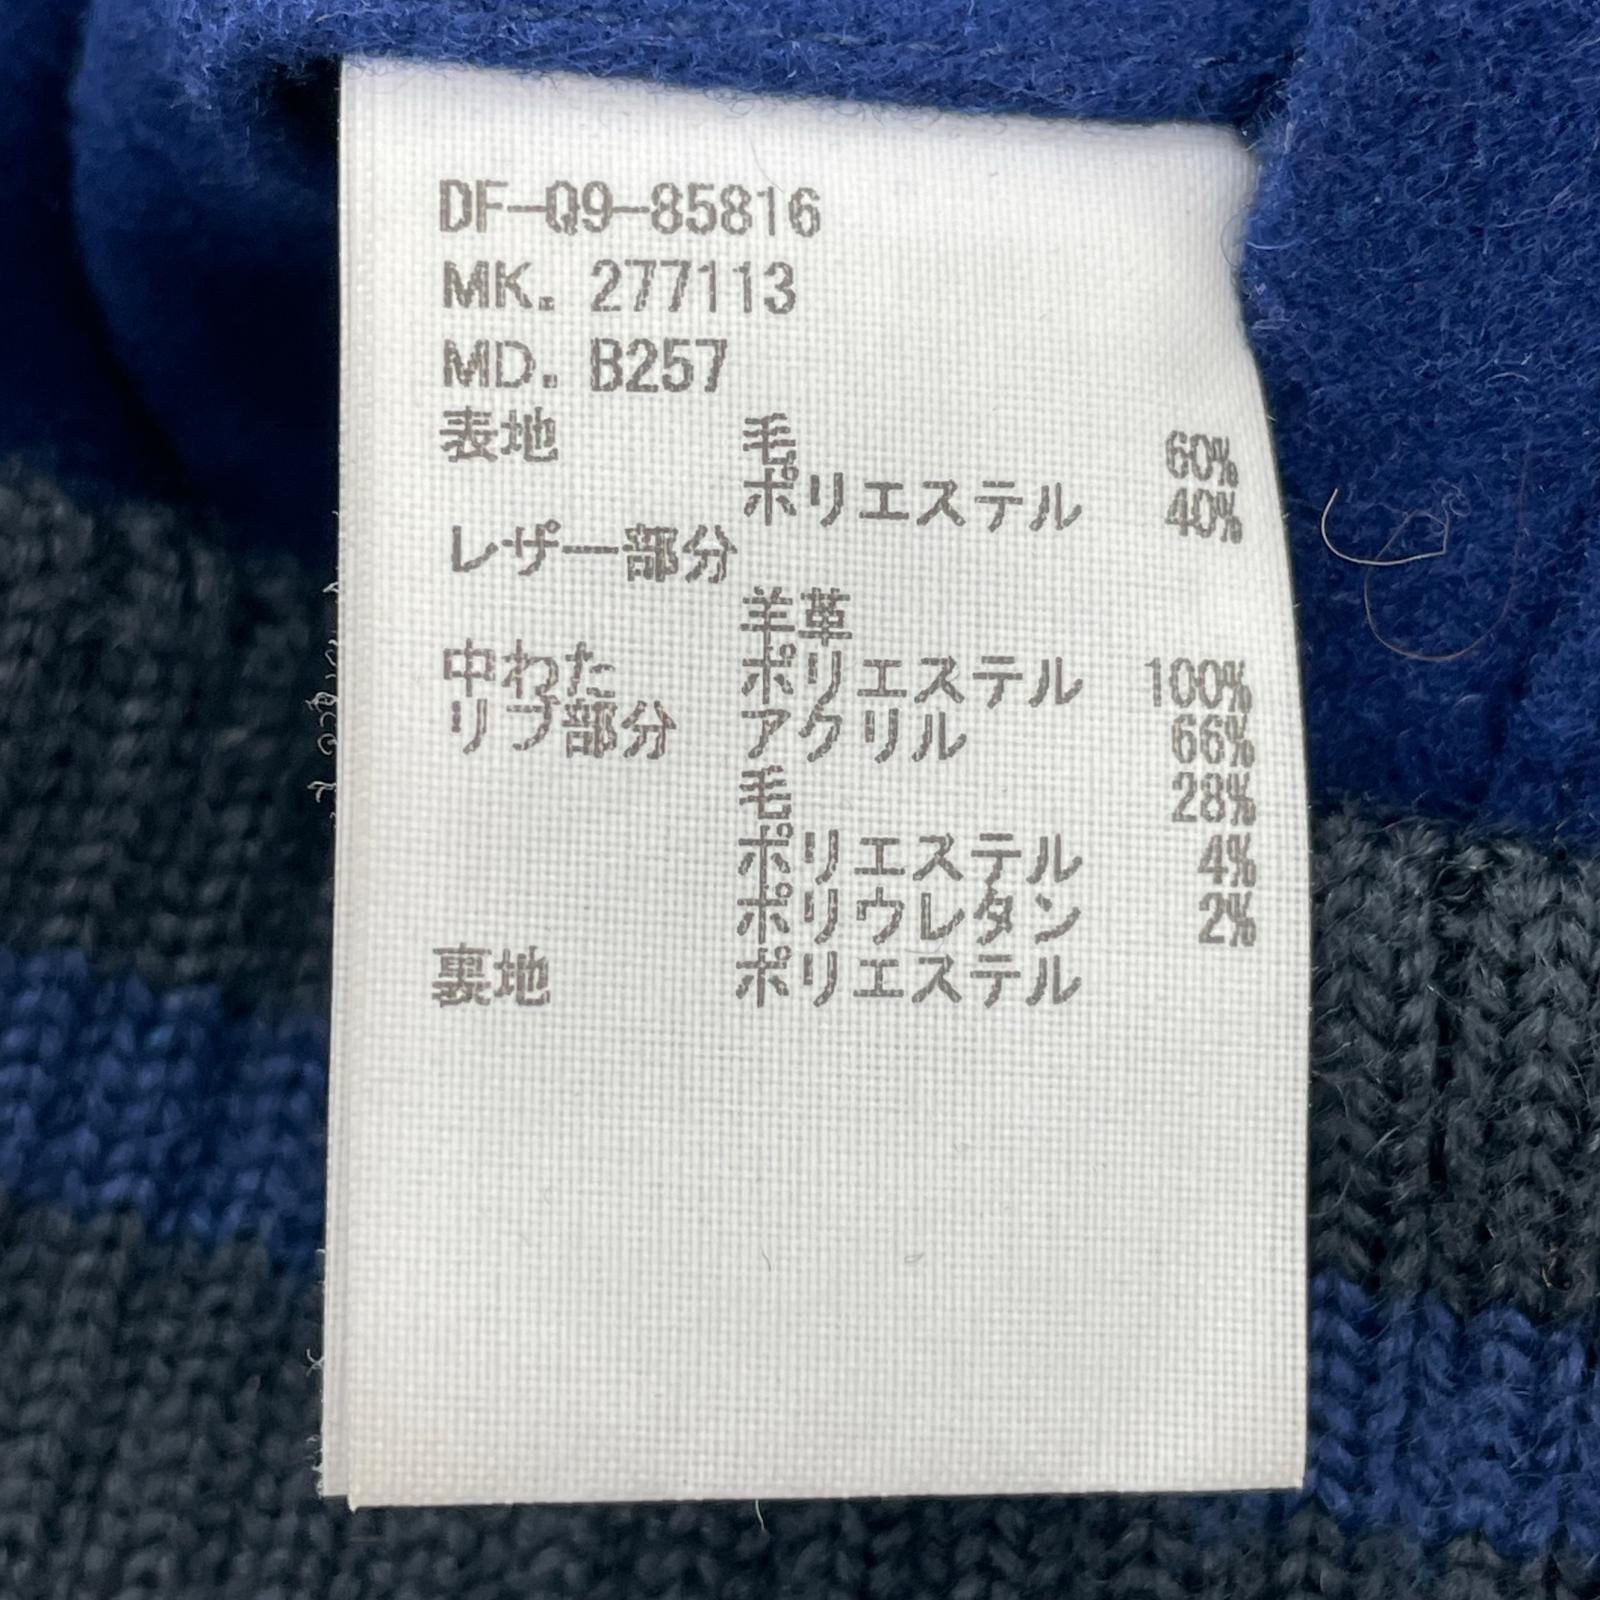 DF-Q9-85816
MK. 277113
MD. B257
表地 毛 60%
ポリエステル 40%
レザー部分
羊革
中わた ポリエステル 100%
リブ部分 アクリル 66%
毛 28%
ポリエステル 4%
ポリウレタン 2%
裏地 ポリエステル